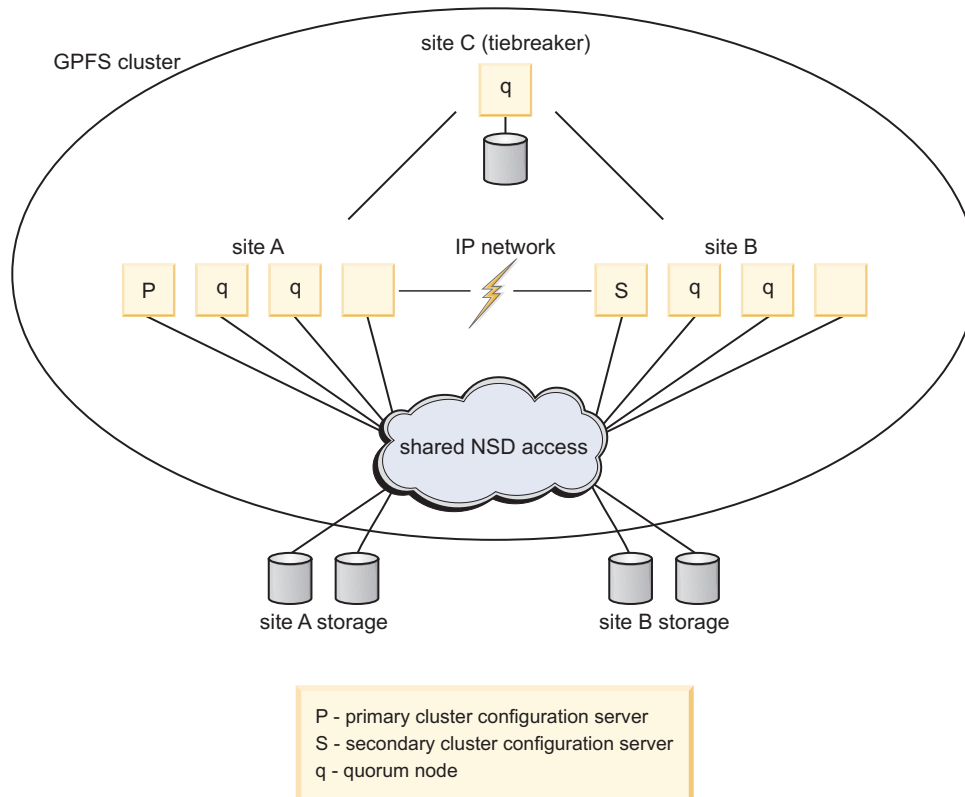 site C (tiebreaker)
GPFS cluster
q
site A
IP network
site B
P
q
q
S
q
q
shared NSD access
site A storage
site B storage
P - primary cluster configuration server
S - secondary cluster configuration server
q - quorum node